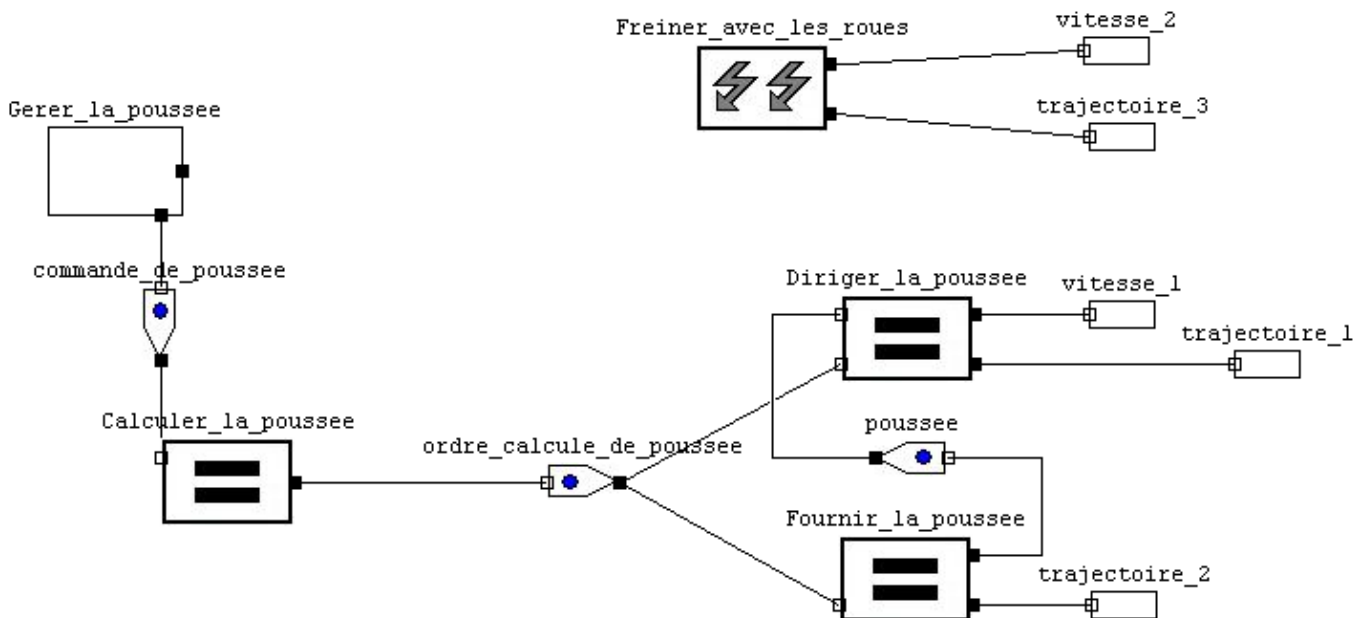 vitesse_2
Freiner_avec_les_roues
trajectoire_3
Gerer_la_poussee
commande_de_poussee
Diriger_la_poussee
vitesse_1
trajectoire_1
Calculer_la_poussee
ordre_calcule_de_poussee
poussee
Fournir_la_poussee
trajectoire_2